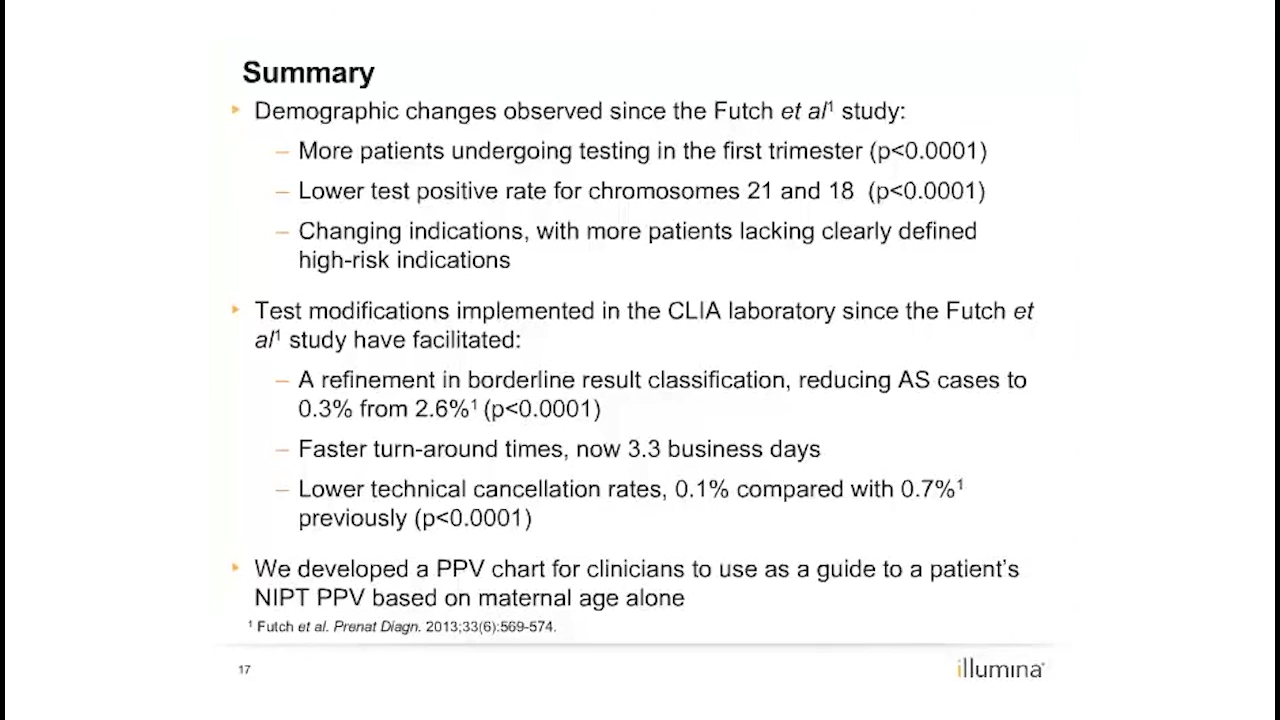 Summary
▸ Demographic changes observed since the Futch et al¹ study:
– More patients undergoing testing in the first trimester (p<0.0001)
– Lower test positive rate for chromosomes 21 and 18 (p<0.0001)
– Changing indications, with more patients lacking clearly defined
high-risk indications
▸ Test modifications implemented in the CLIA laboratory since the Futch et
al¹ study have facilitated:
– A refinement in borderline result classification, reducing AS cases to
0.3% from 2.6%¹ (p<0.0001)
– Faster turn-around times, now 3.3 business days
– Lower technical cancellation rates, 0.1% compared with 0.7%¹
previously (p<0.0001)
▸ We developed a PPV chart for clinicians to use as a guide to a patient’s
NIPT PPV based on maternal age alone
¹ Futch et al. Prenat Diagn. 2013;33(6):569-574.
17
illumina